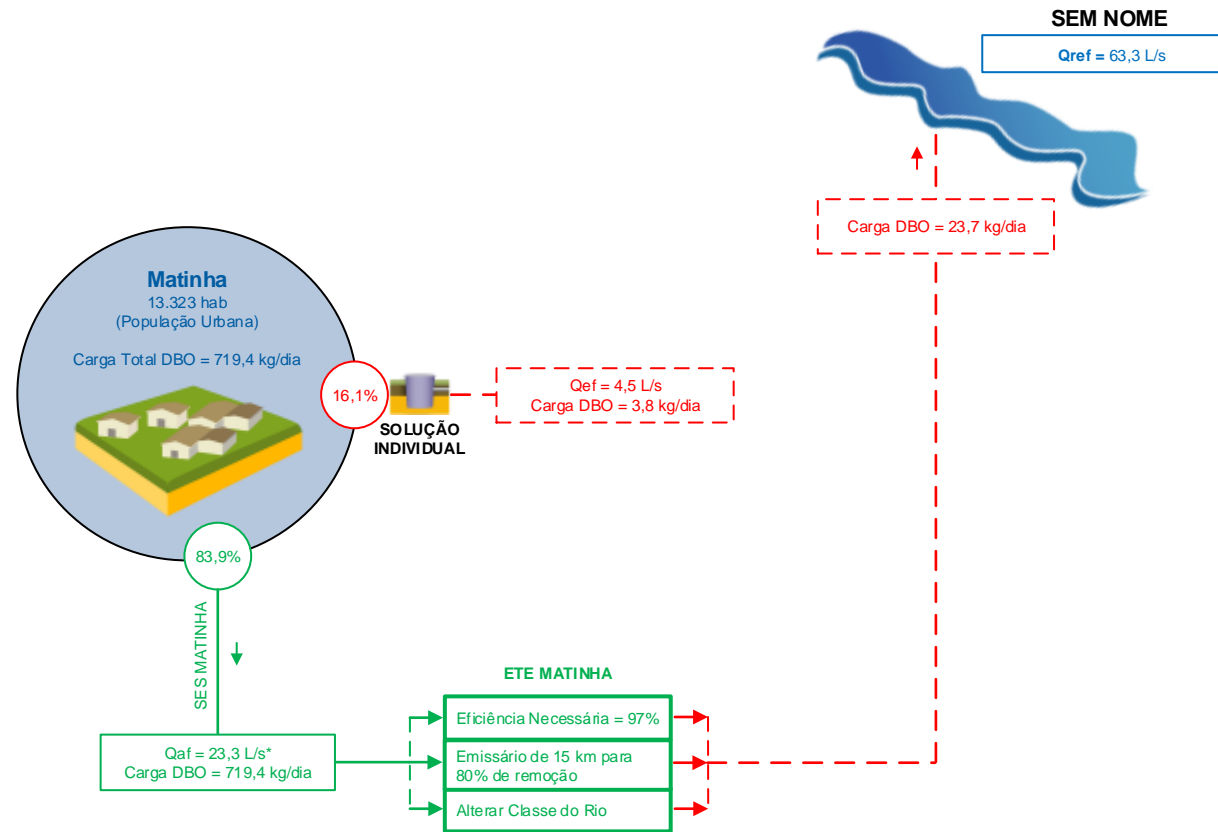 SEM NOME
Qref = 63,3 L/s
Carga DBO = 23,7 kg/dia
Matinha
13.323 hab
(População Urbana)
Carga Total DBO = 719,4 kg/dia
16,1%
SOLUÇÃO
INDIVIDUAL
Qef = 4,5 L/s
Carga DBO = 3,8 kg/dia
83,9%
SES MATINHA
ETE MATINHA
Qaf = 23,3 L/s*
Carga DBO = 719,4 kg/dia
Eficiência Necessária = 97%
Emissário de 15 km para
80% de remoção
Alterar Classe do Rio